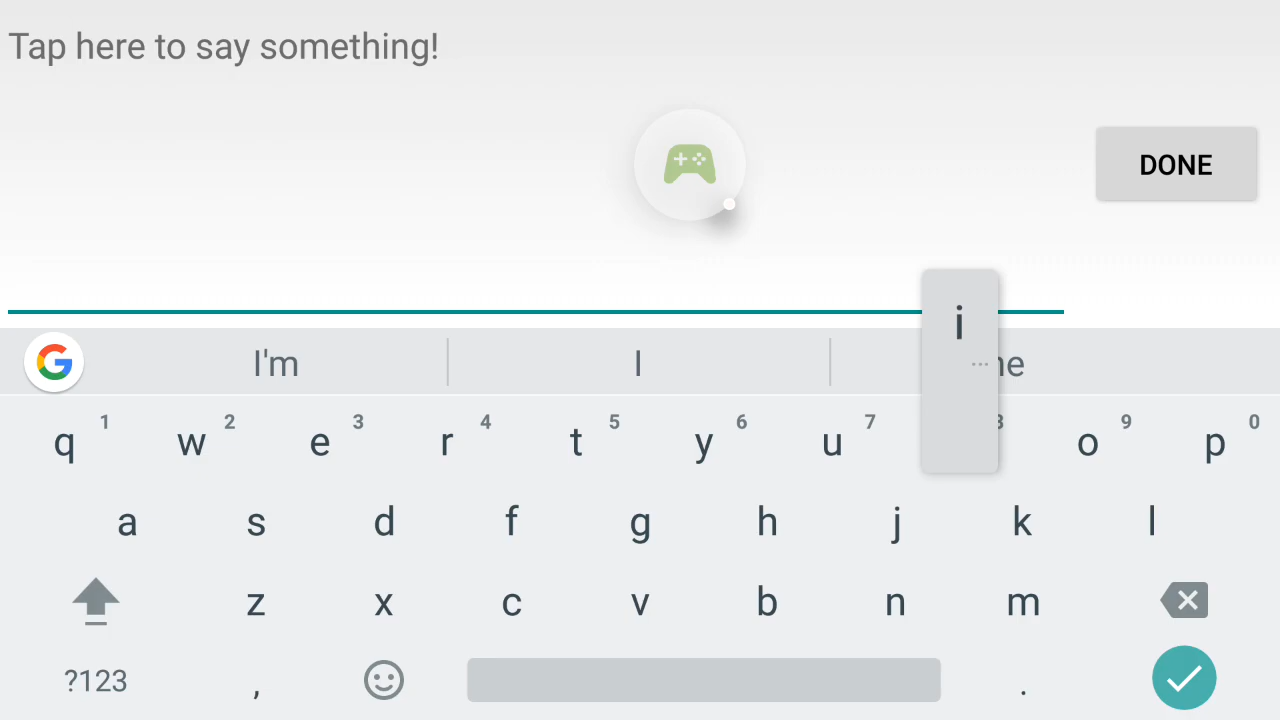 Tap here to say something!
DONE
i
I'm I
1 2 3 4 5 6 7 9 0
q w e r t y u o p
a s d f g h j k l
z x c v b n m
?123 , .